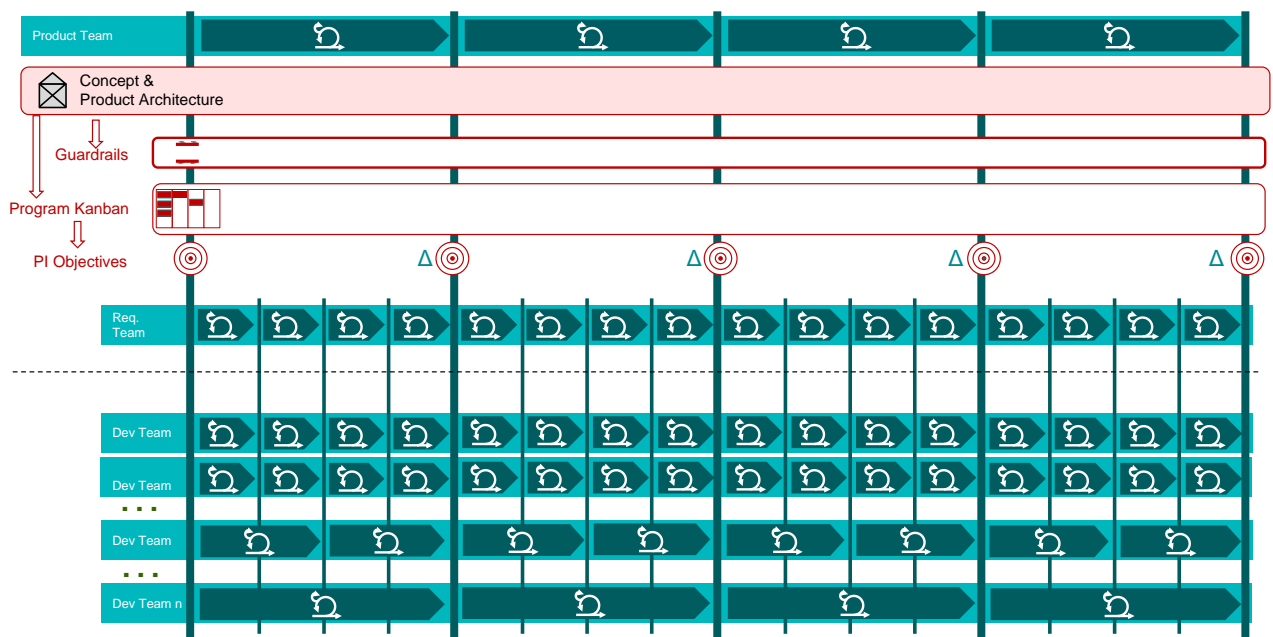 Product Team
Concept &
Product Architecture
Guardrails
Program Kanban
PI Objectives
Δ
Δ
Δ
Δ
Req.
Team
Dev Team
Dev Team
. . .
Dev Team
. . .
Dev Team n